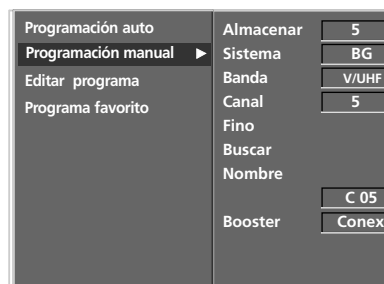 Programación auto
Programación manual ►
Editar programa
Programa favorito
Almacenar 5
Sistema BG
Banda V/UHF
Canal 5
Fino
Buscar
Nombre
C 05
Booster Conex